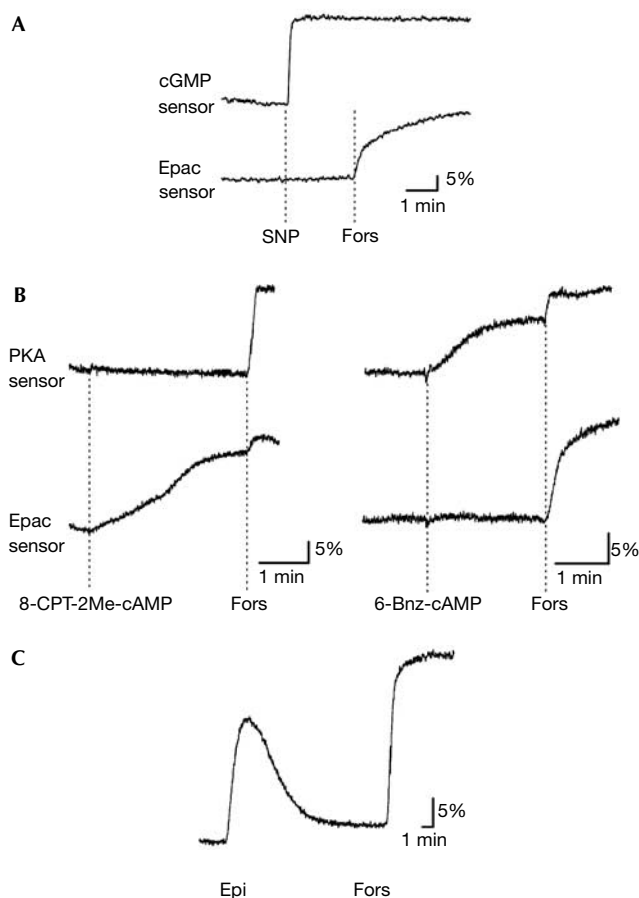 A
cGMP
sensor
Epac
sensor
5%
1 min
SNP Fors
B
PKA
sensor
Epac
sensor
5%
1 min
5%
1 min
8-CPT-2Me-cAMP Fors 6-Bnz-cAMP Fors
C
5%
1 min
Epi Fors